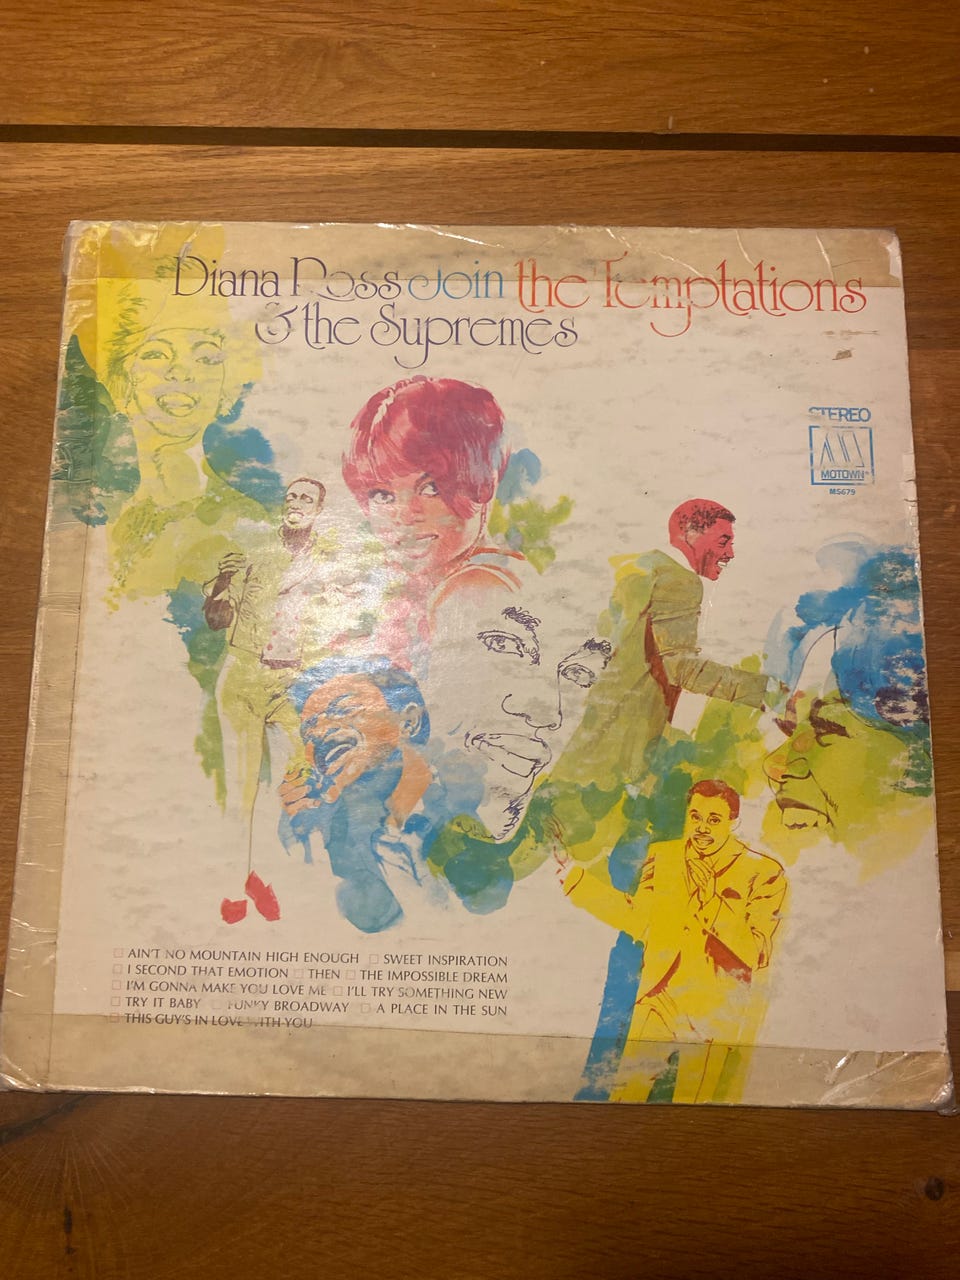 Diana Ross Join the Temptations
& the Supremes
STEREO
MOTOWN®
MS679
AIN'T NO MOUNTAIN HIGH ENOUGH SWEET INSPIRATION
I SECOND THAT EMOTION THEN THE IMPOSSIBLE DREAM
I'M GONNA MAKE YOU LOVE ME I'LL TRY SOMETHING NEW
TRY IT BABY FUNKY BROADWAY A PLACE IN THE SUN
THIS GUY'S IN LOVE WITH YOU